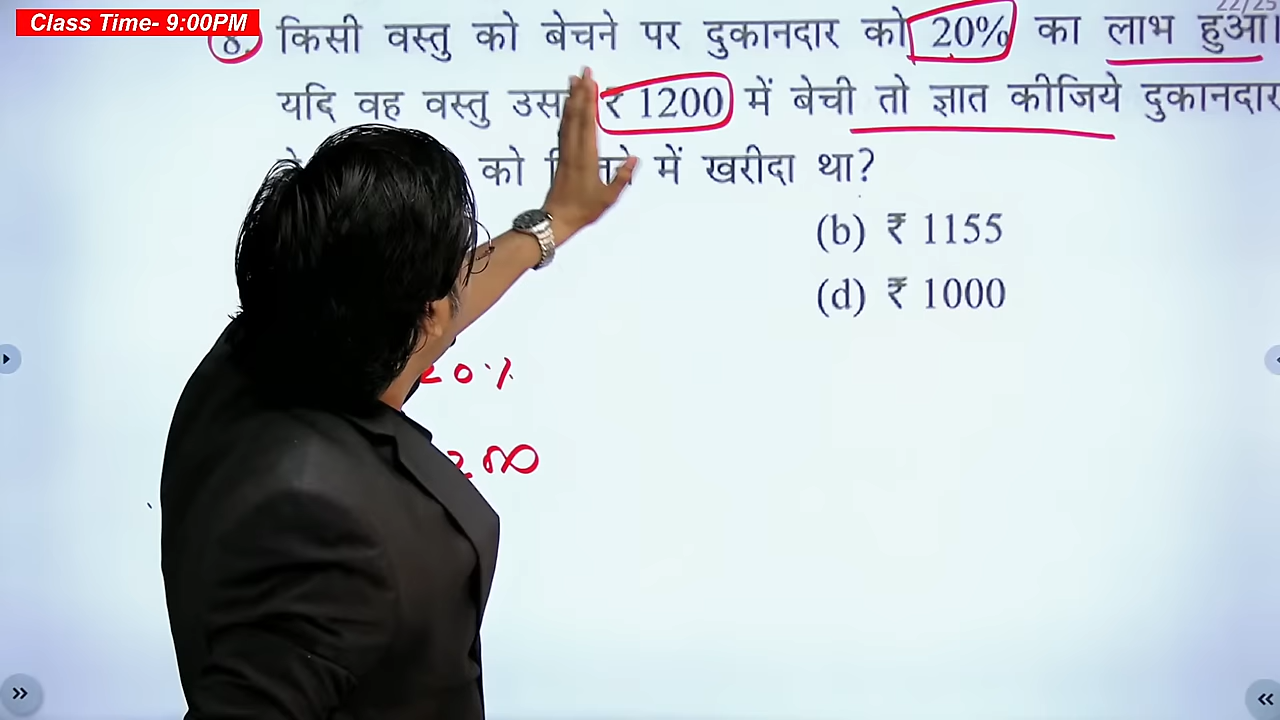 Class Time- 9:00PM
22/25
8. किसी वस्तु को बेचने पर दुकानदार को 20% का लाभ हुआ।
यदि वह वस्तु ₹ 1200 में बेची तो ज्ञात कीजिये दुकानदार
को में खरीदा था?
(b) ₹ 1155
(d) ₹ 1000
20%